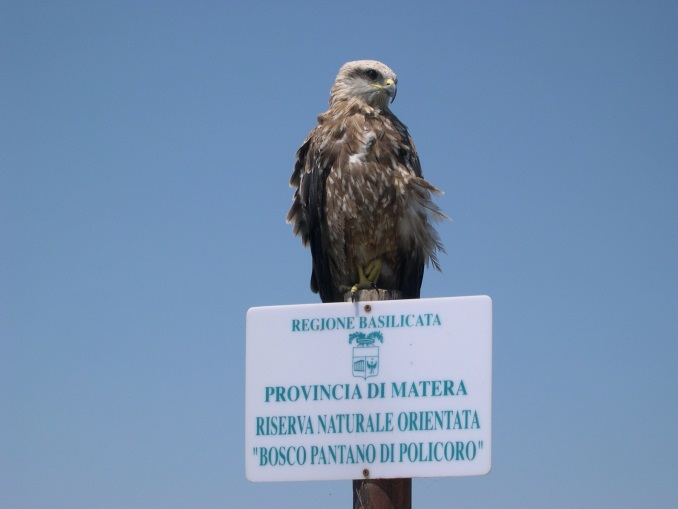 REGIONE BASILICATA
PROVINCIA DI MATERA
RISERVA NATURALE ORIENTATA
"BOSCO PANTANO DI POLICORO"